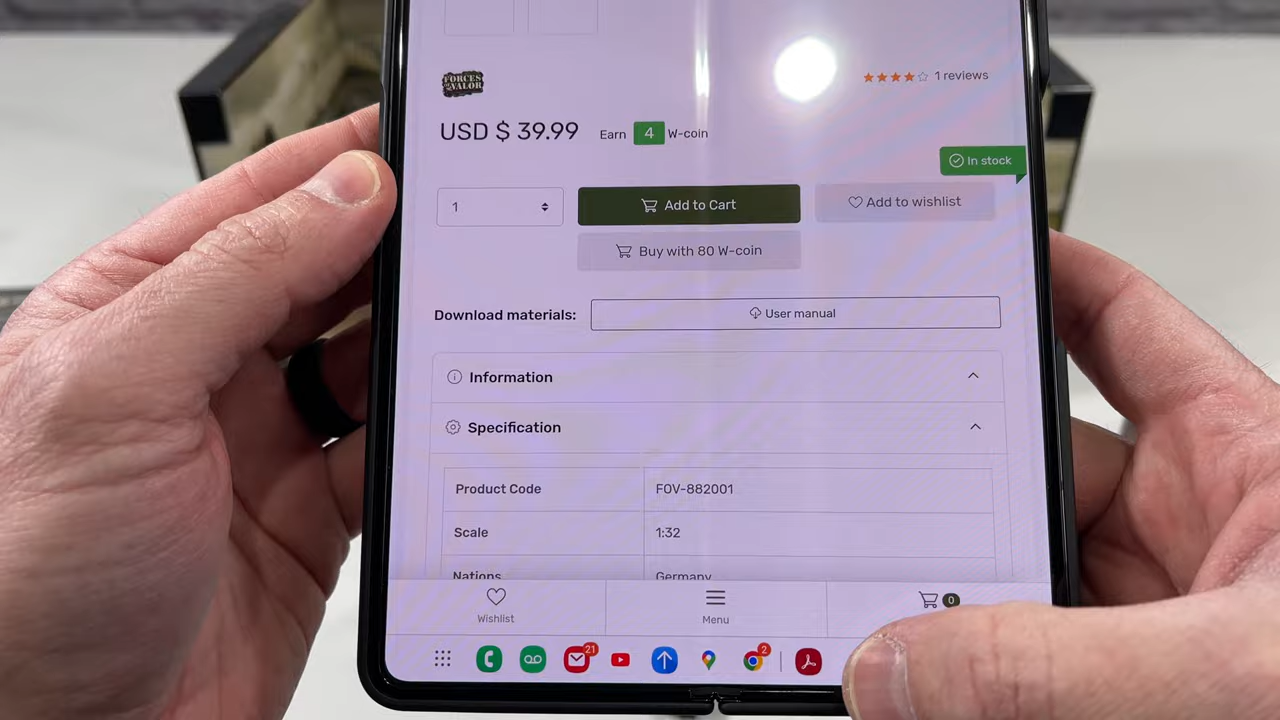 FORCES
OF
VALOR
1 reviews
USD $ 39.99
Earn 4 W-coin
In stock
1
Add to Cart
Add to wishlist
Buy with 80 W-coin
Download materials:
User manual
Information
Specification
Product Code
FOV-882001
Scale
1:32
Nations
Germany
Wishlist
Menu
0
21
2